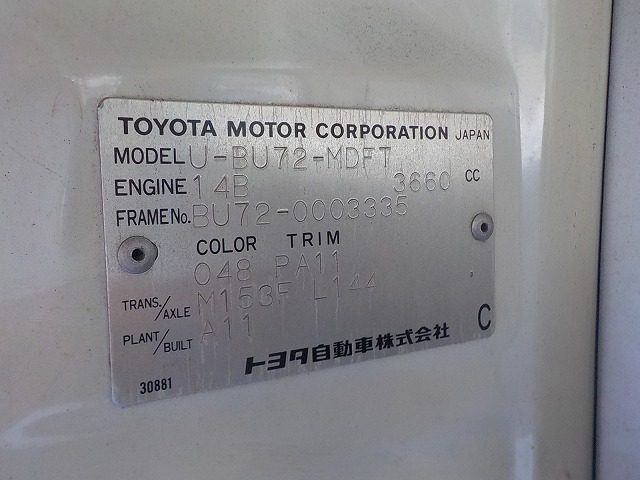 TOYOTA MOTOR CORPORATION JAPAN
MODEL U-BU72-MDFT
ENGINE 14B 3660 CC
FRAME No. BU72-0003335
COLOR TRIM
048 PA11
TRANS./AXLE M153F L144
PLANT/BUILT A11
トヨタ自動車株式会社 C
30881